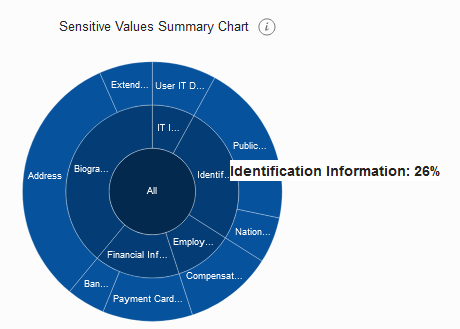 Sensitive Values Summary Chart i
Extend... User IT D...
IT I...
Public...
Address Biogra... Identif... Identification Information: 26%
All
Nation...
Employ...
Financial Inf...
Compensat...
Ban...
Payment Card...